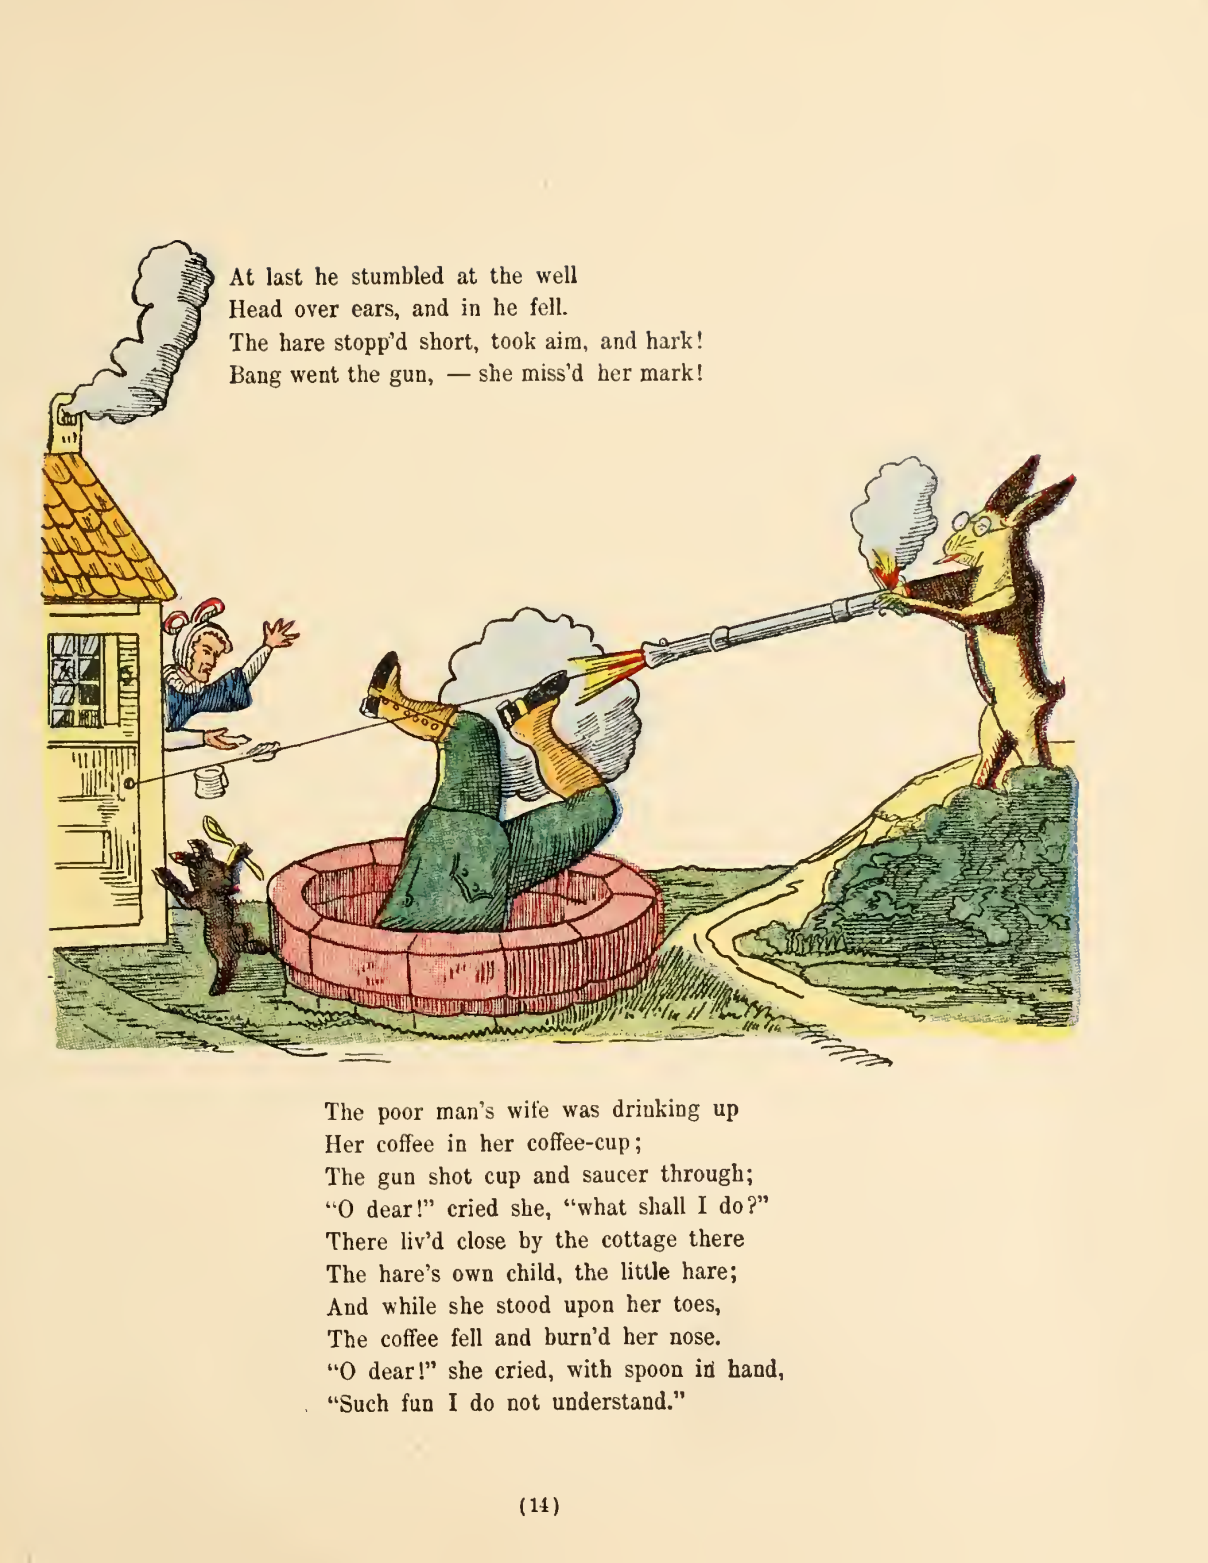 At last he stumbled at the well
Head over ears, and in he fell.
The hare stopp'd short, took aim, and hark!
Bang went the gun, — she miss'd her mark!
The poor man's wife was drinking up
Her coffee in her coffee-cup;
The gun shot cup and saucer through;
“O dear!” cried she, “what shall I do?”
There liv'd close by the cottage there
The hare's own child, the little hare;
And while she stood upon her toes,
The coffee fell and burn'd her nose.
“O dear!” she cried, with spoon in hand,
“Such fun I do not understand.”
(14)